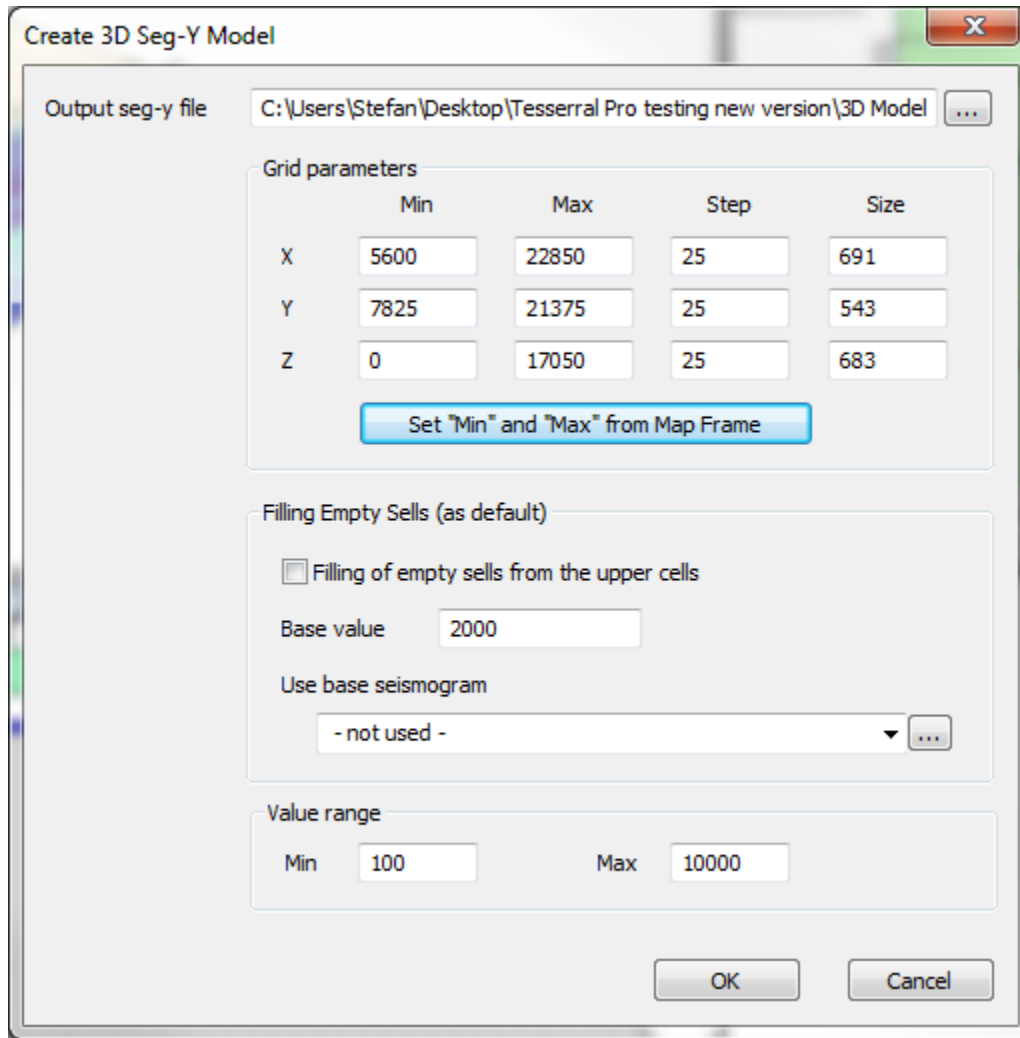 Create 3D Seg-Y Model
Output seg-y file C:\Users\Stefan\Desktop\Tesserral Pro testing new version\3D Model ...
Grid parameters
Min Max Step Size
X 5600 22850 25 691
Y 7825 21375 25 543
Z 0 17050 25 683
Set "Min" and "Max" from Map Frame
Filling Empty Sells (as default)
Filling of empty sells from the upper cells
Base value 2000
Use base seismogram
- not used - ...
Value range
Min 100 Max 10000
OK Cancel